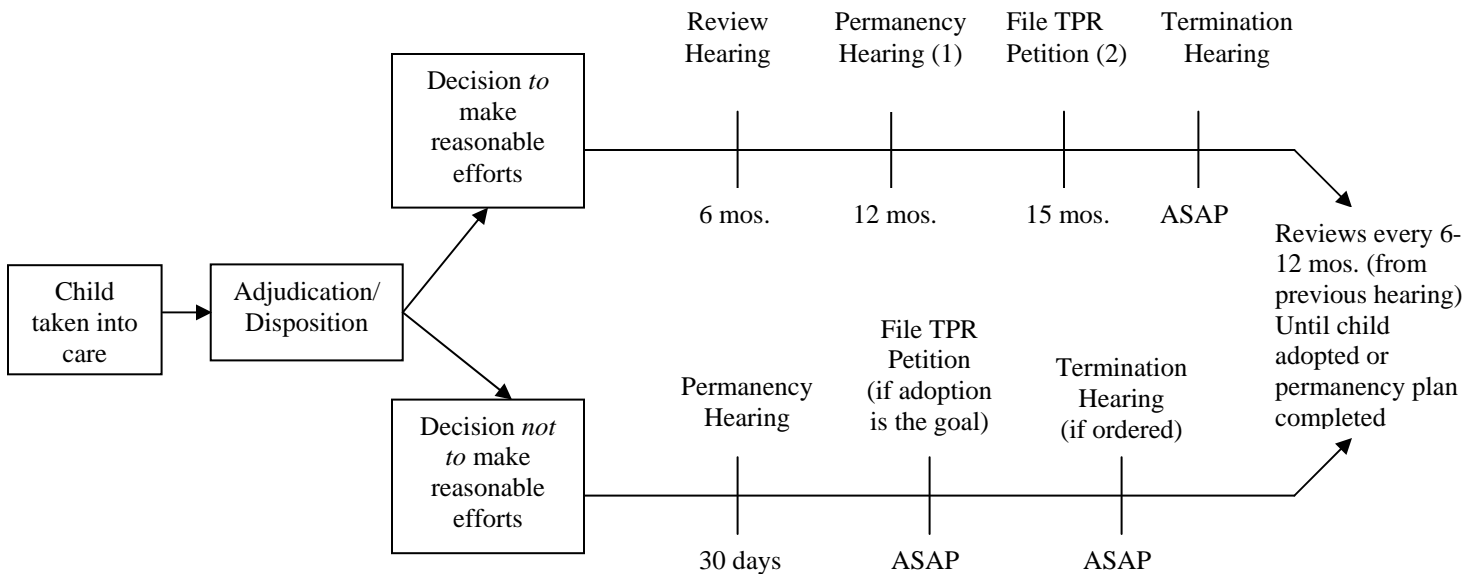 Review
Hearing
Permanency
Hearing (1)
File TPR
Petition (2)
Termination
Hearing
Decision to
make
reasonable
efforts
6 mos.
12 mos.
15 mos.
ASAP
Child
taken into
care
Adjudication/
Disposition
Reviews every 6-
12 mos. (from
previous hearing)
Until child
adopted or
permanency plan
completed
Decision not
to make
reasonable
efforts
Permanency
Hearing
File TPR
Petition
(if adoption
is the goal)
Termination
Hearing
(if ordered)
30 days
ASAP
ASAP